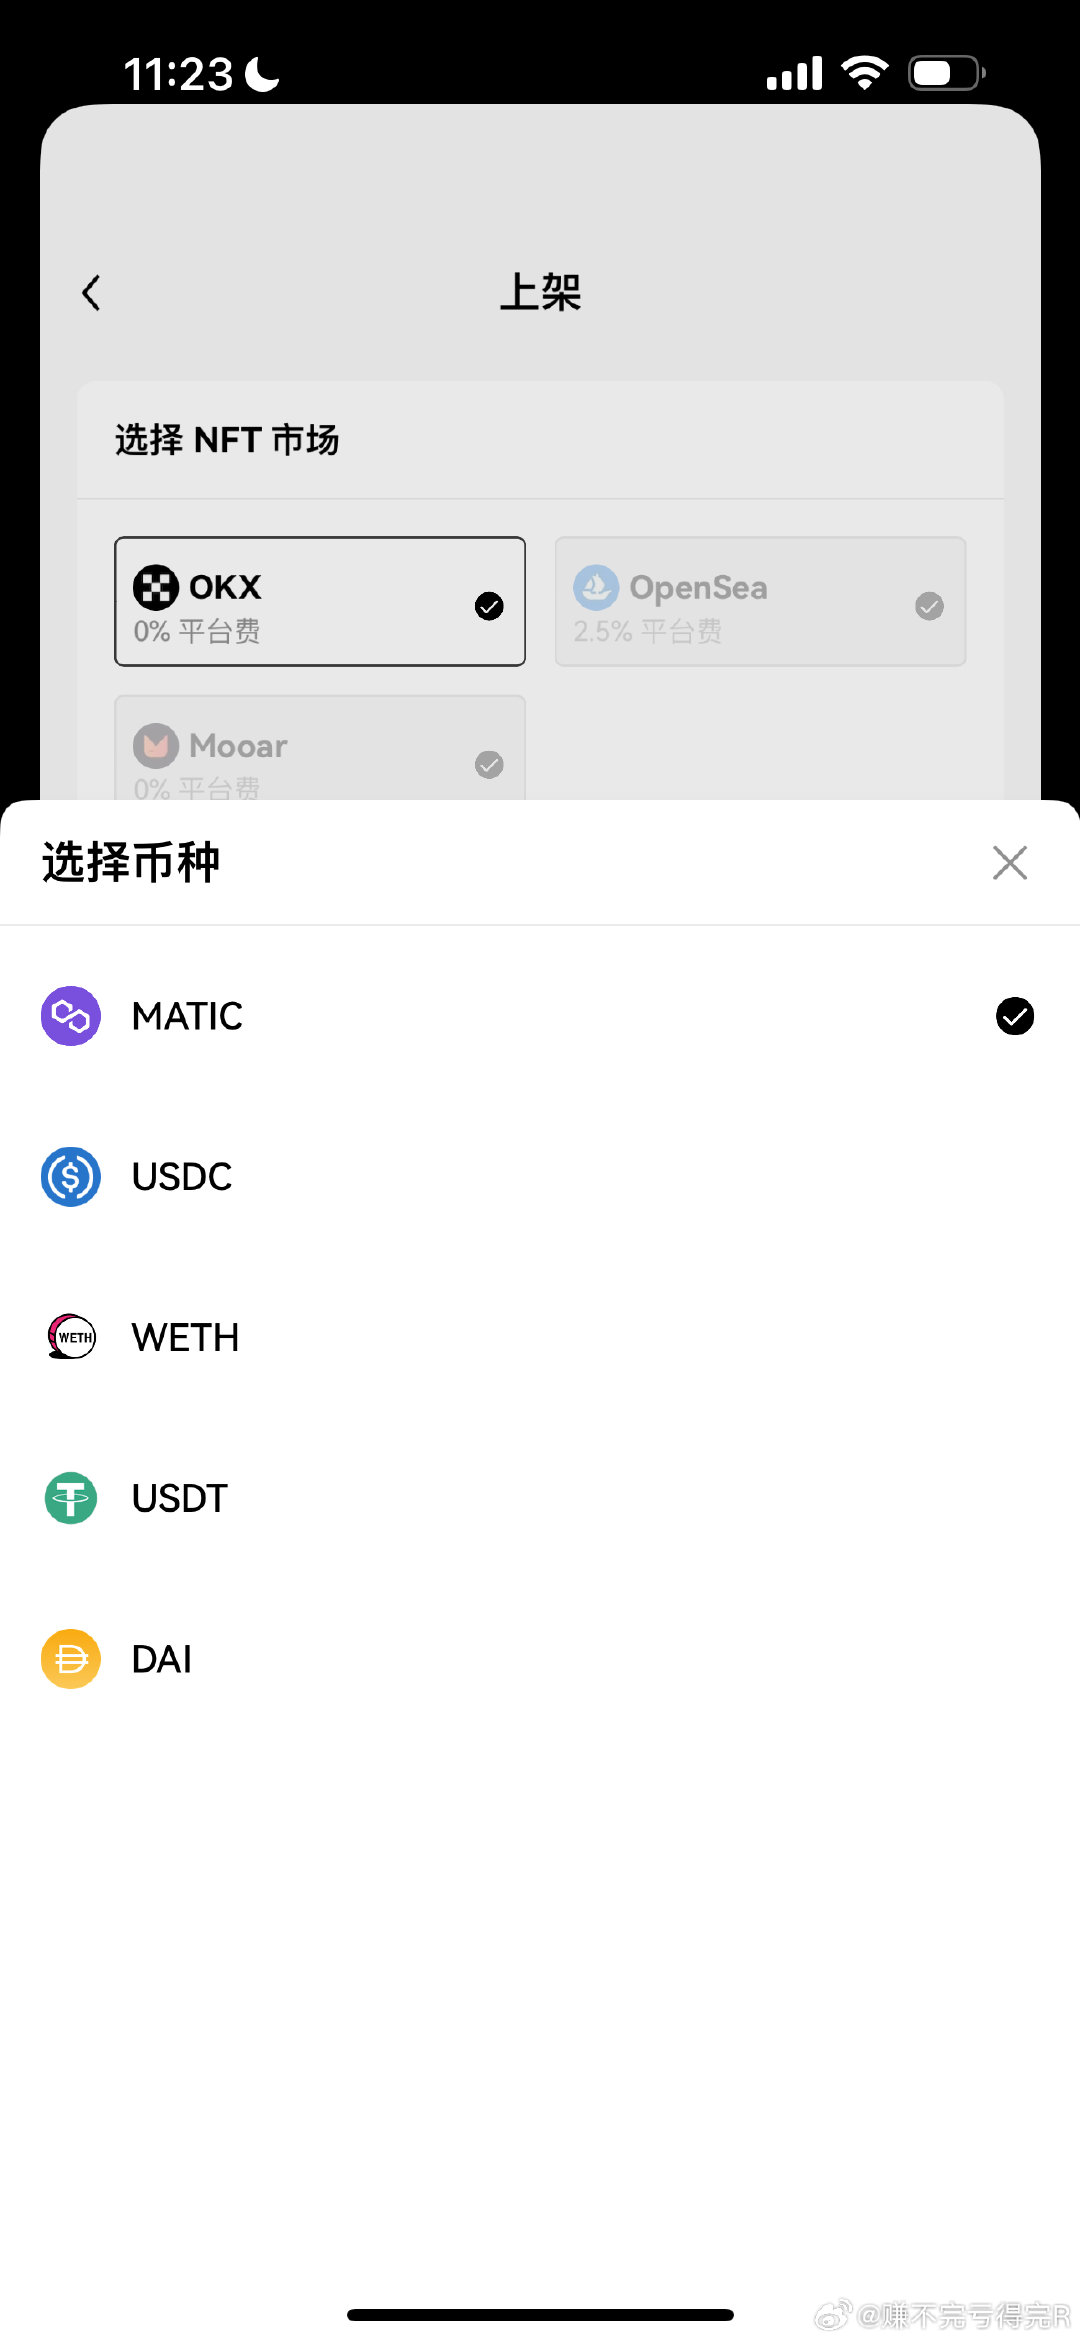 11:23
上架
选择 NFT 市场
OKX
0% 平台费
OpenSea
2.5% 平台费
Mooar
0% 平台费
选择币种
MATIC
USDC
WETH
WETH
USDT
DAI
@赚不完亏得完R